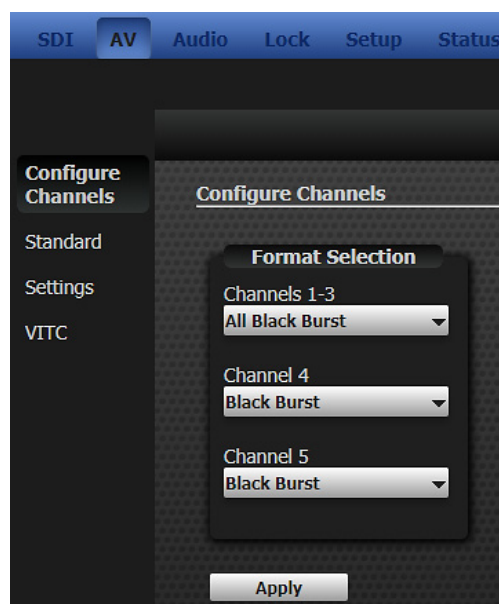 SDI AV Audio Lock Setup Status
Configure
Channels
Standard
Settings
VITC
Configure Channels
Format Selection
Channels 1-3
All Black Burst
Channel 4
Black Burst
Channel 5
Black Burst
Apply